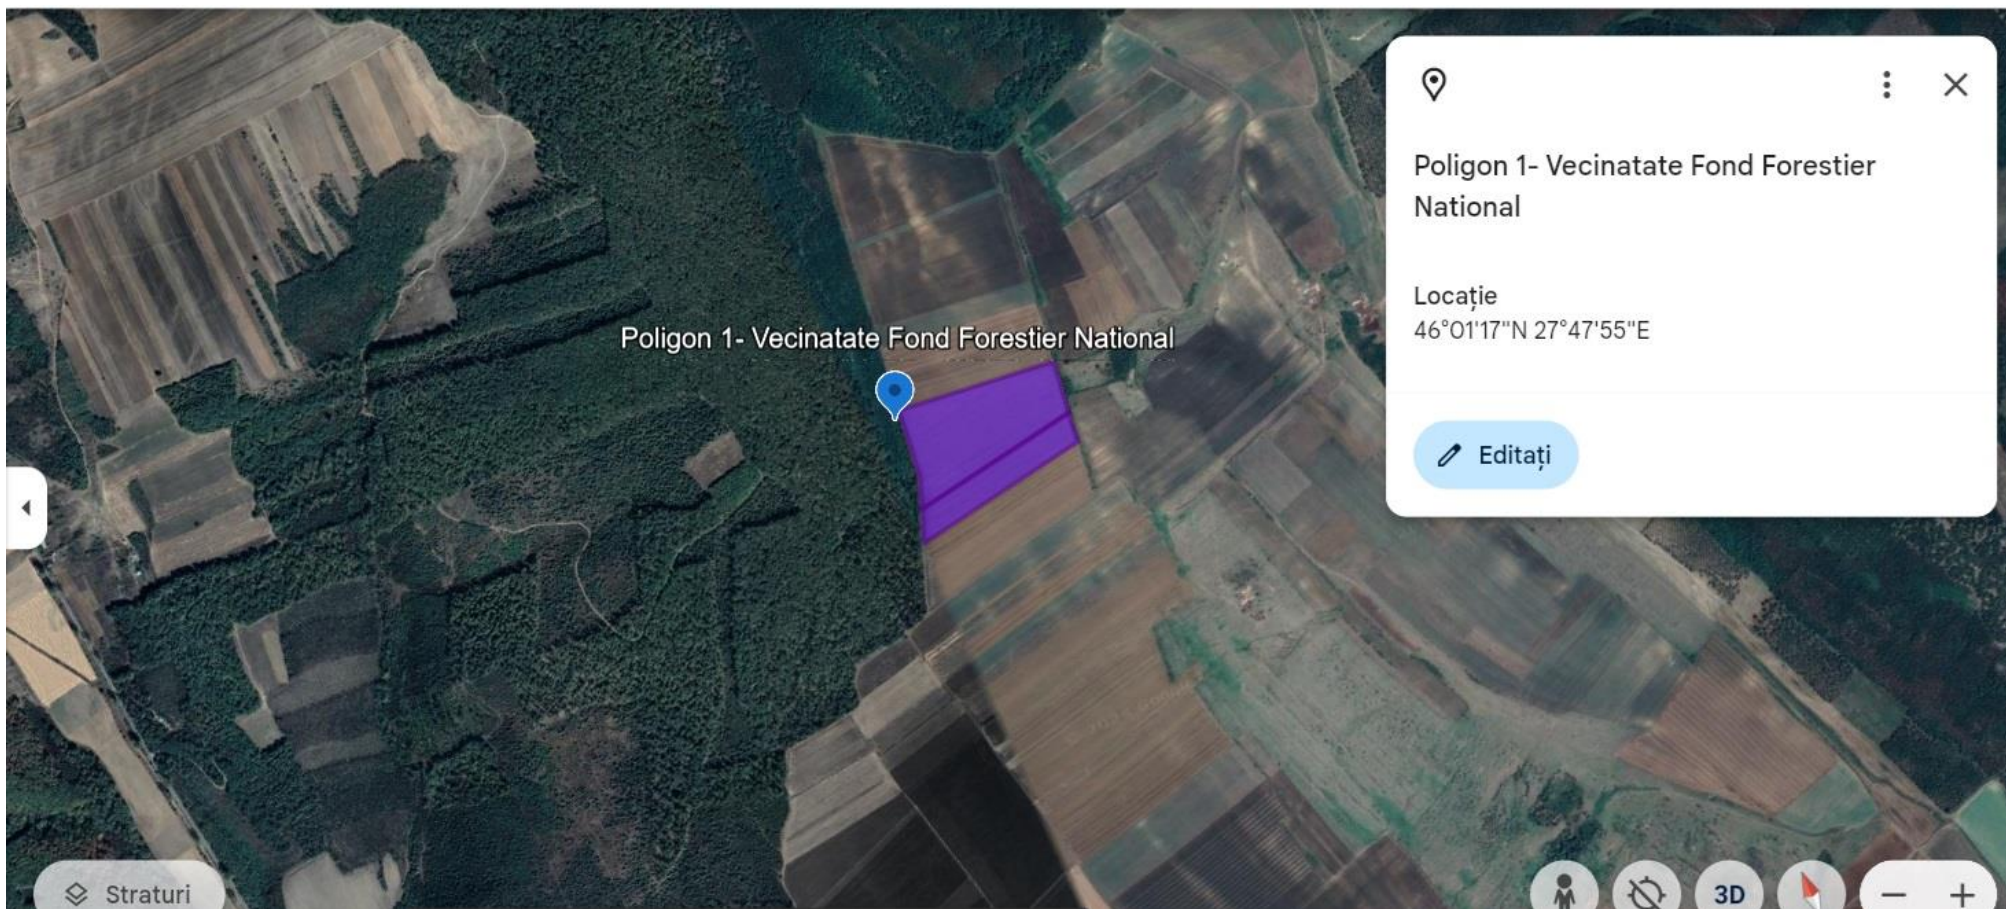 Poligon 1- Vecinatate Fond Forestier
National
Locație
46°01'17"N 27°47'55"E
Editați
Poligon 1- Vecinatate Fond Forestier National
Straturi
3D